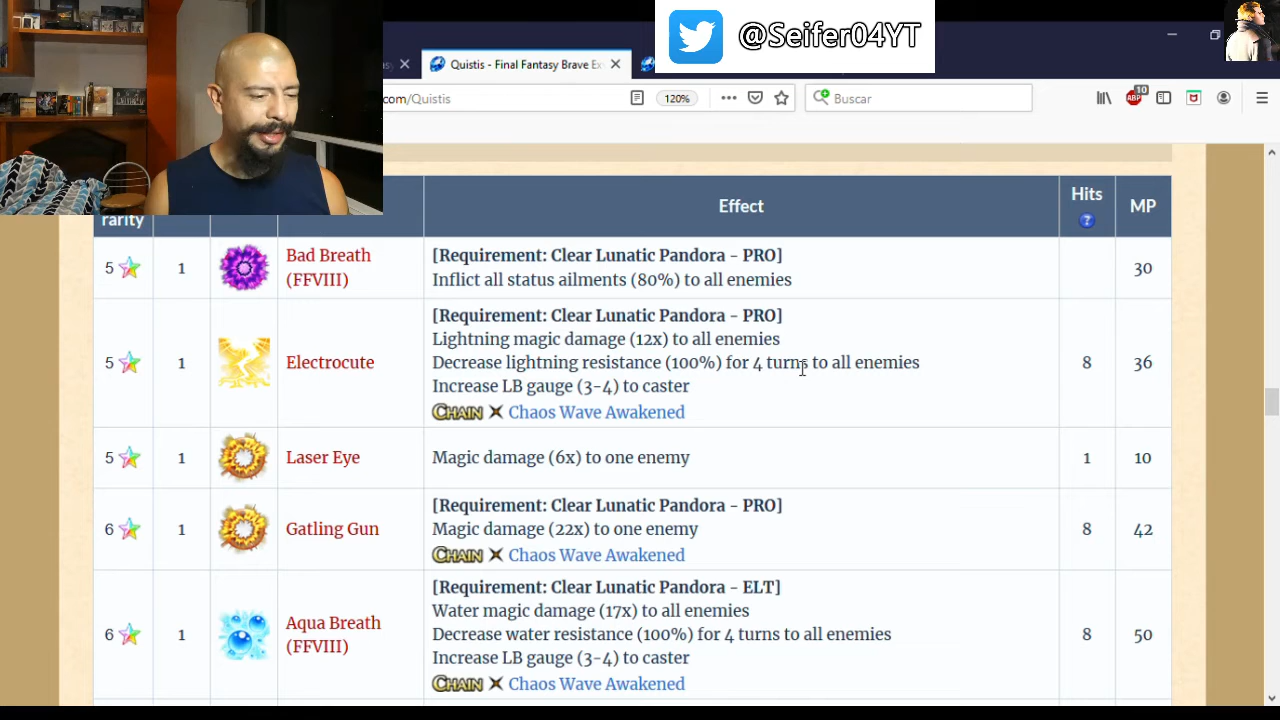 @Seifer04YT
Quistis - Final Fantasy Brave Ex
com/Quistis
120%
Buscar
10
rarity
Effect
Hits
?
MP
5
1
Bad Breath
(FFVIII)
[Requirement: Clear Lunatic Pandora - PRO]
Inflict all status ailments (80%) to all enemies
30
5
1
Electrocute
[Requirement: Clear Lunatic Pandora - PRO]
Lightning magic damage (12x) to all enemies
Decrease lightning resistance (100%) for 4 turns to all enemies
Increase LB gauge (3-4) to caster
CHAIN Chaos Wave Awakened
8
36
5
1
Laser Eye
Magic damage (6x) to one enemy
1
10
6
1
Gatling Gun
[Requirement: Clear Lunatic Pandora - PRO]
Magic damage (22x) to one enemy
CHAIN Chaos Wave Awakened
8
42
6
1
Aqua Breath
(FFVIII)
[Requirement: Clear Lunatic Pandora - ELT]
Water magic damage (17x) to all enemies
Decrease water resistance (100%) for 4 turns to all enemies
Increase LB gauge (3-4) to caster
CHAIN Chaos Wave Awakened
8
50